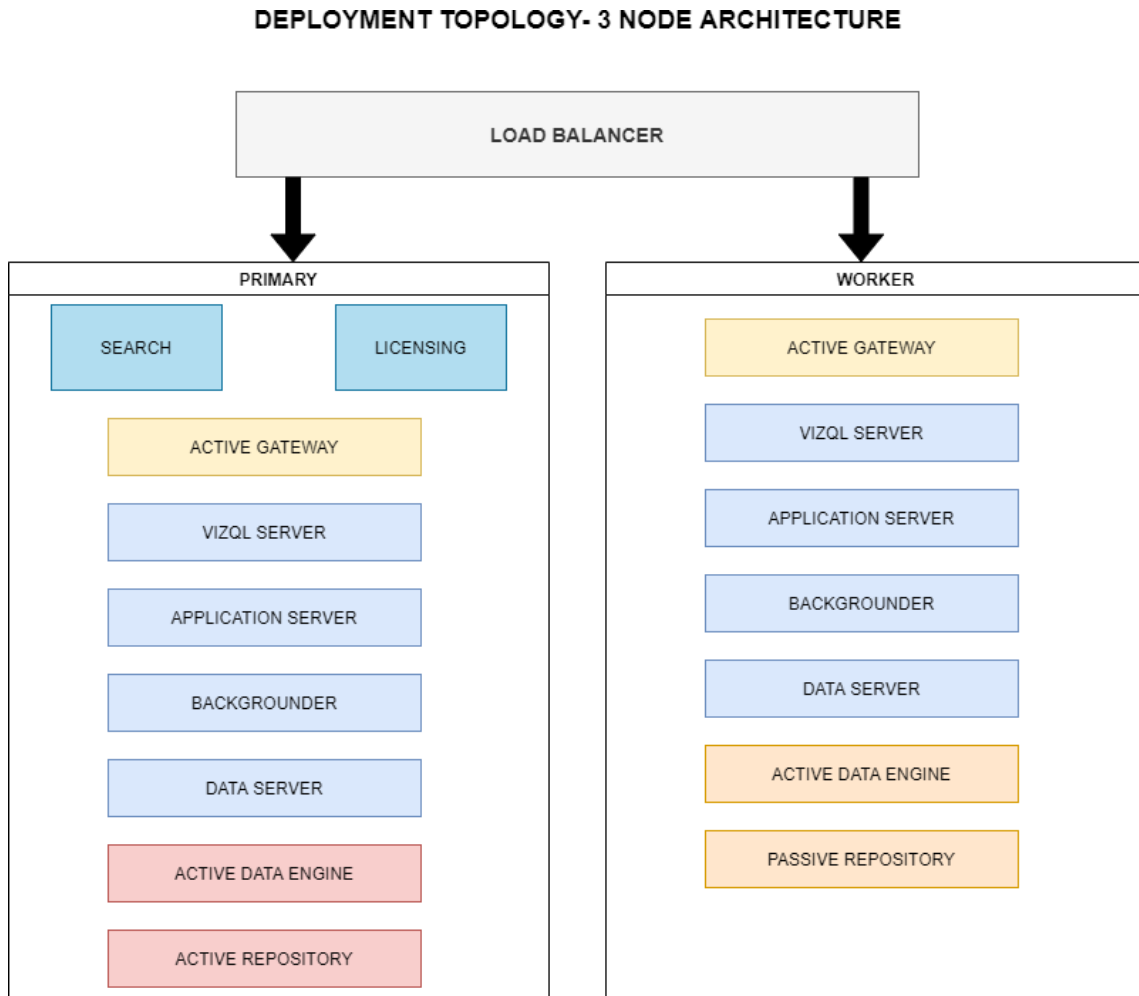 DEPLOYMENT TOPOLOGY- 3 NODE ARCHITECTURE
LOAD BALANCER
PRIMARY
SEARCH
LICENSING
ACTIVE GATEWAY
VIZQL SERVER
APPLICATION SERVER
BACKGROUNDER
DATA SERVER
ACTIVE DATA ENGINE
ACTIVE REPOSITORY
WORKER
ACTIVE GATEWAY
VIZQL SERVER
APPLICATION SERVER
BACKGROUNDER
DATA SERVER
ACTIVE DATA ENGINE
PASSIVE REPOSITORY